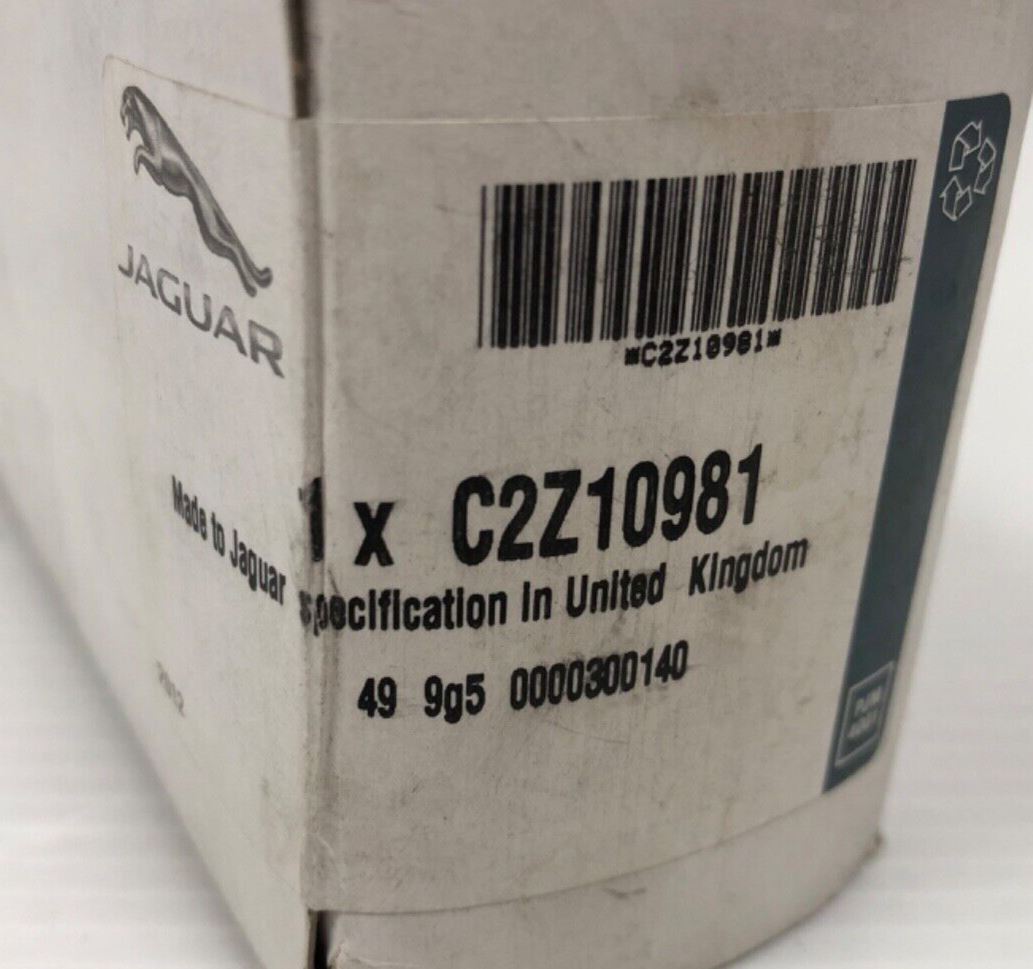 JAGUAR
*C2Z10981*
1 x C2Z10981
Made to Jaguar specification in United Kingdom
49 9g5 0000300140